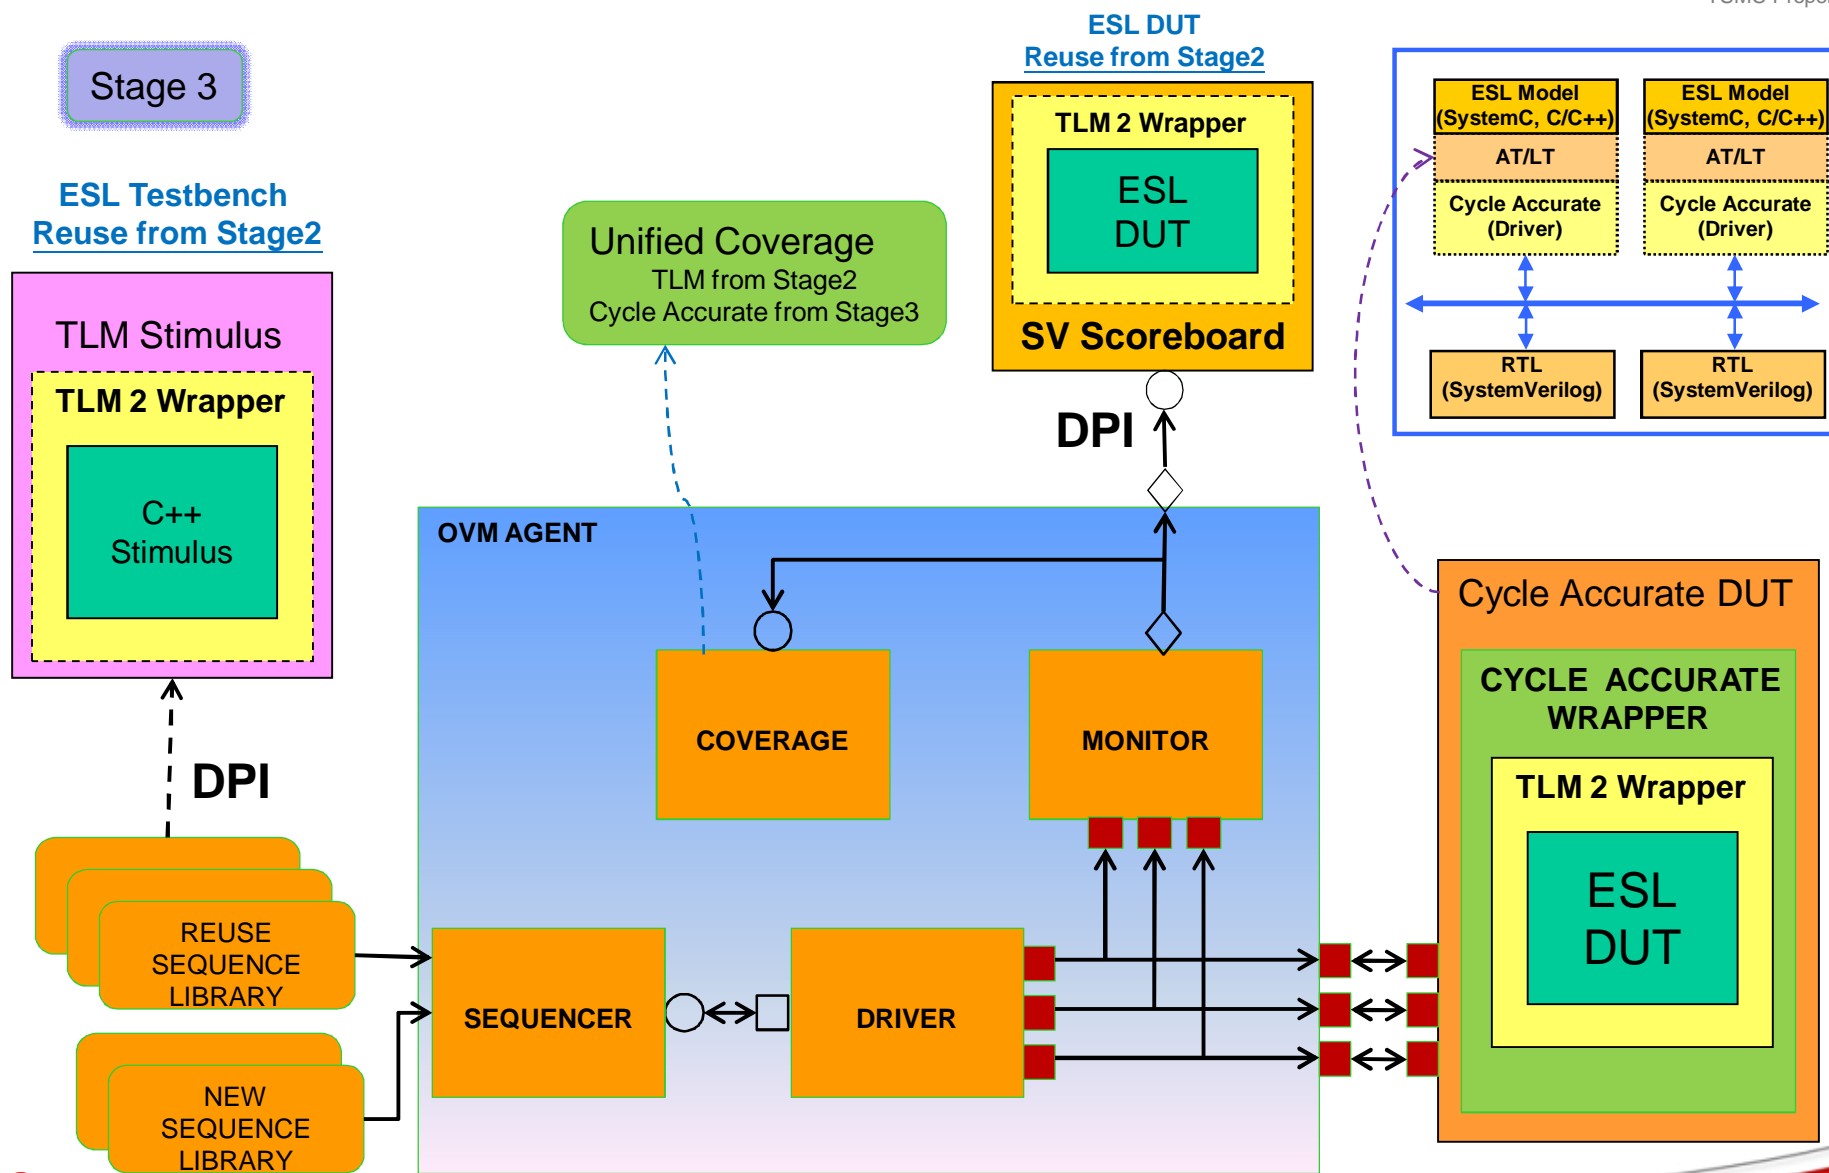 Stage 3
ESL Testbench
Reuse from Stage2
TLM Stimulus
TLM 2 Wrapper
C++
Stimulus
DPI
REUSE
SEQUENCE
LIBRARY
NEW
SEQUENCE
LIBRARY
Unified Coverage
TLM from Stage2
Cycle Accurate from Stage3
ESL DUT
Reuse from Stage2
TLM 2 Wrapper
ESL
DUT
SV Scoreboard
DPI
OVM AGENT
COVERAGE
MONITOR
SEQUENCER
DRIVER
ESL Model
(SystemC, C/C++)
AT/LT
Cycle Accurate
(Driver)
RTL
(SystemVerilog)
ESL Model
(SystemC, C/C++)
AT/LT
Cycle Accurate
(Driver)
RTL
(SystemVerilog)
Cycle Accurate DUT
CYCLE ACCURATE
WRAPPER
TLM 2 Wrapper
ESL
DUT